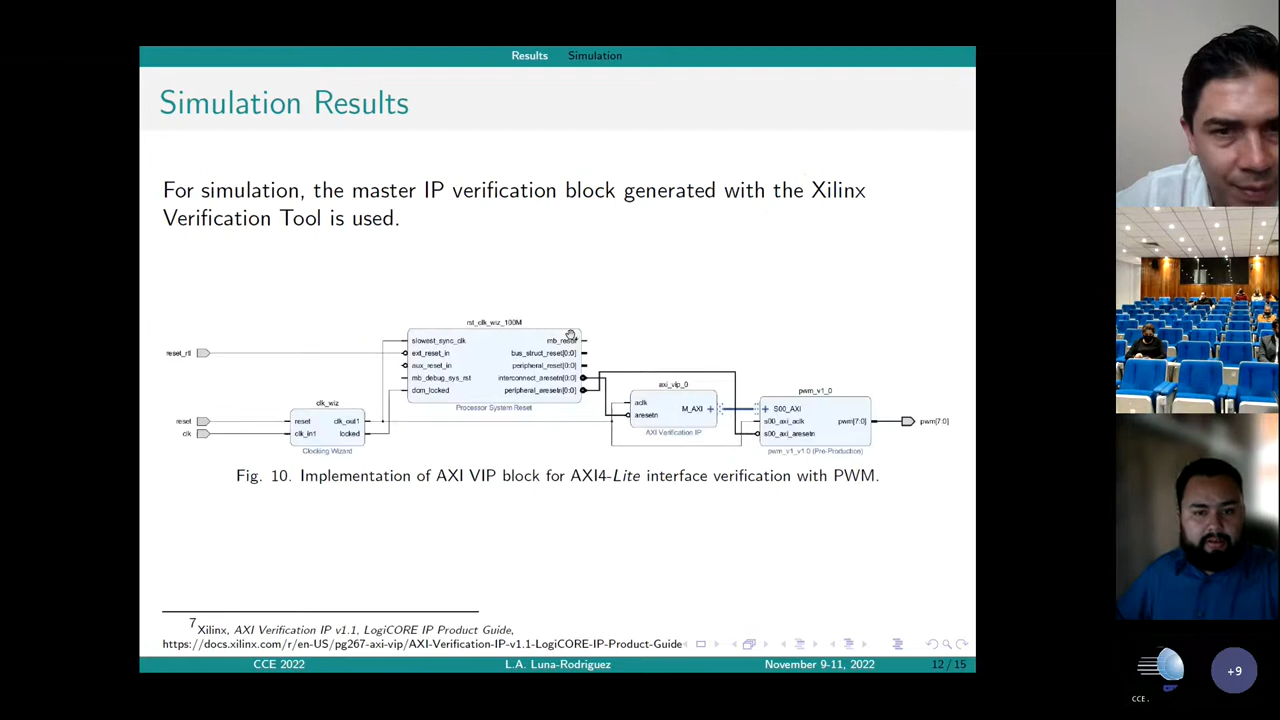 Results Simulation
Simulation Results
For simulation, the master IP verification block generated with the Xilinx
Verification Tool is used.
rst_clk_wiz_100M
slowest_sync_clk mb_reset
reset_rtl ext_reset_in bus_struct_reset[0:0]
aux_reset_in peripheral_reset[0:0]
mb_debug_sys_rst interconnect_aresetn[0:0]
dcm_locked peripheral_aresetn[0:0]
Processor System Reset
axi_vip_0
aclk M_AXI
aresetn
AXI Verification IP
pwm_v1_0
S00_AXI
s00_axi_aclk pwm[7:0] pwm[7:0]
s00_axi_aresetn
pwm_v1_v1.0 (Pre-Production)
clk_wiz
reset reset clk_out1
clk clk_in1 locked
Clocking Wizard
Fig. 10. Implementation of AXI VIP block for AXI4-Lite interface verification with PWM.
7Xilinx, AXI Verification IP v1.1, LogiCORE IP Product Guide,
https://docs.xilinx.com/r/en-US/pg267-axi-vip/AXI-Verification-IP-v1.1-LogiCORE-IP-Product-Guide
CCE 2022 L.A. Luna-Rodriguez November 9-11, 2022 12 / 15
+9
CCE.